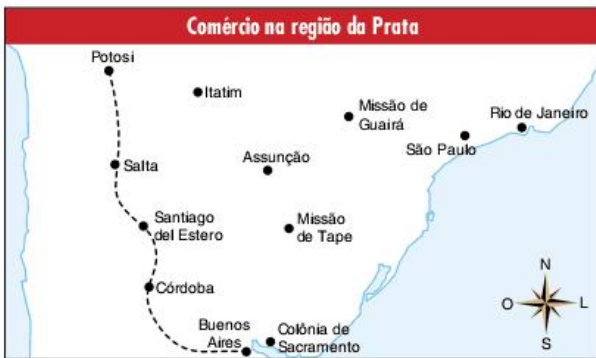 Comércio na região da Prata
Potosi
Itatim
Missão de
Guairá
Rio de Janeiro
São Paulo
Salta
Assunção
Santiago
del Estero
Missão
de Tape
Córdoba
Buenos
Aires
Colônia de
Sacramento
N
O
L
S